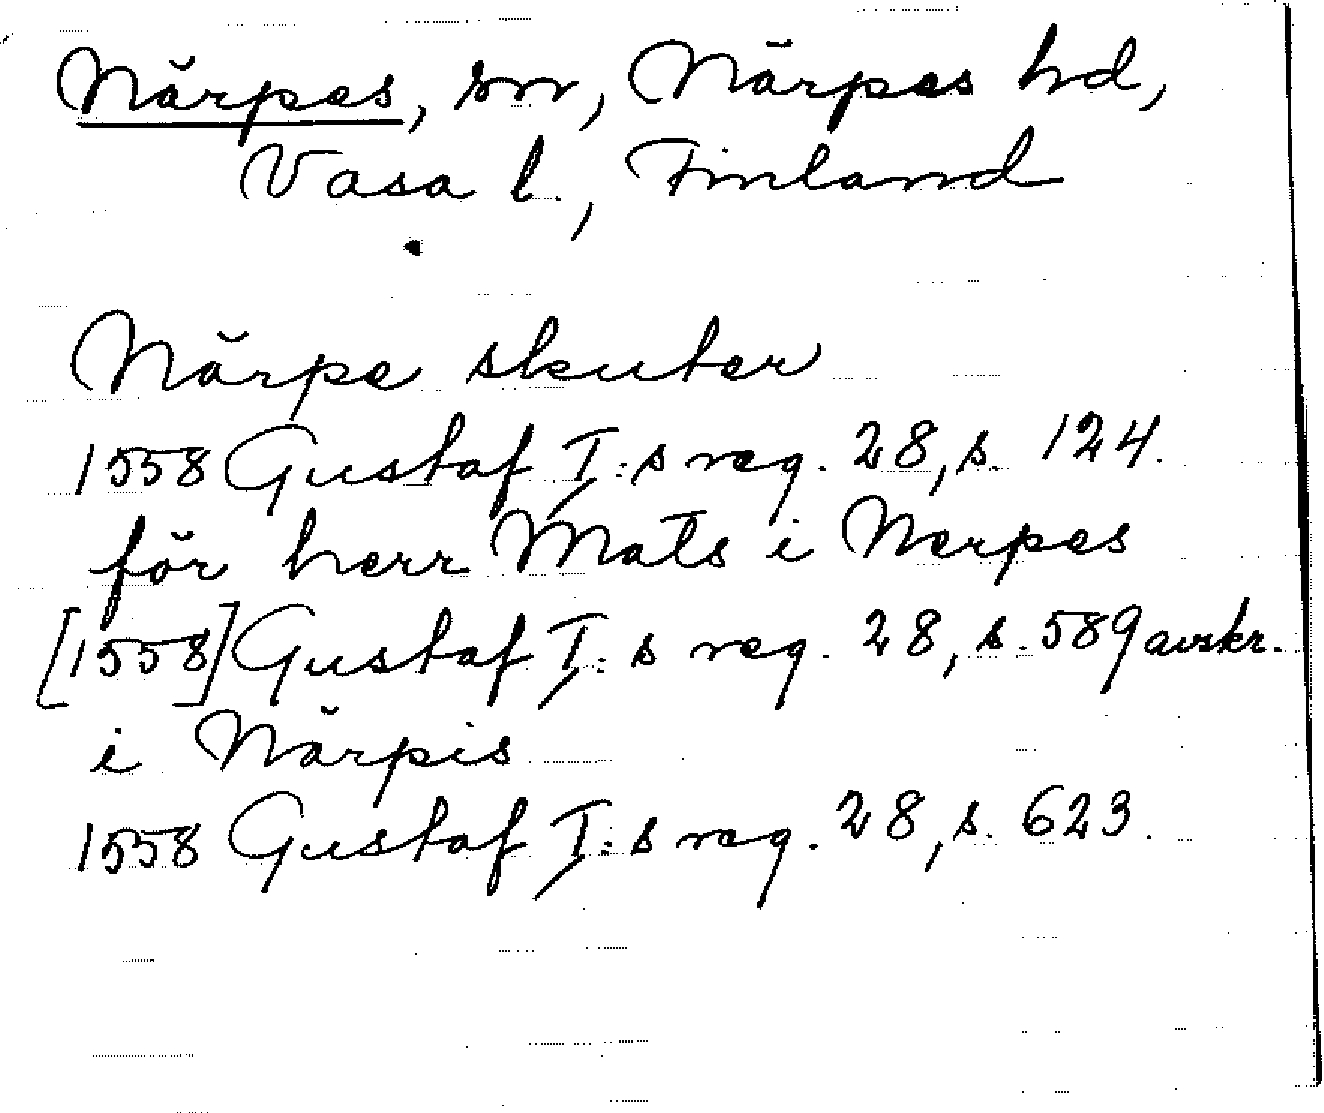 Närpes, sn, Närpes hd,
Vasa l., Finland
Närpe skuter
1558 Gustaf I:s reg. 28, s. 124.
för herr Mats i Nerpes
[1558] Gustaf I:s reg. 28, s. 589 avskr.
i Närpis
1558 Gustaf I:s reg. 28, s. 623.